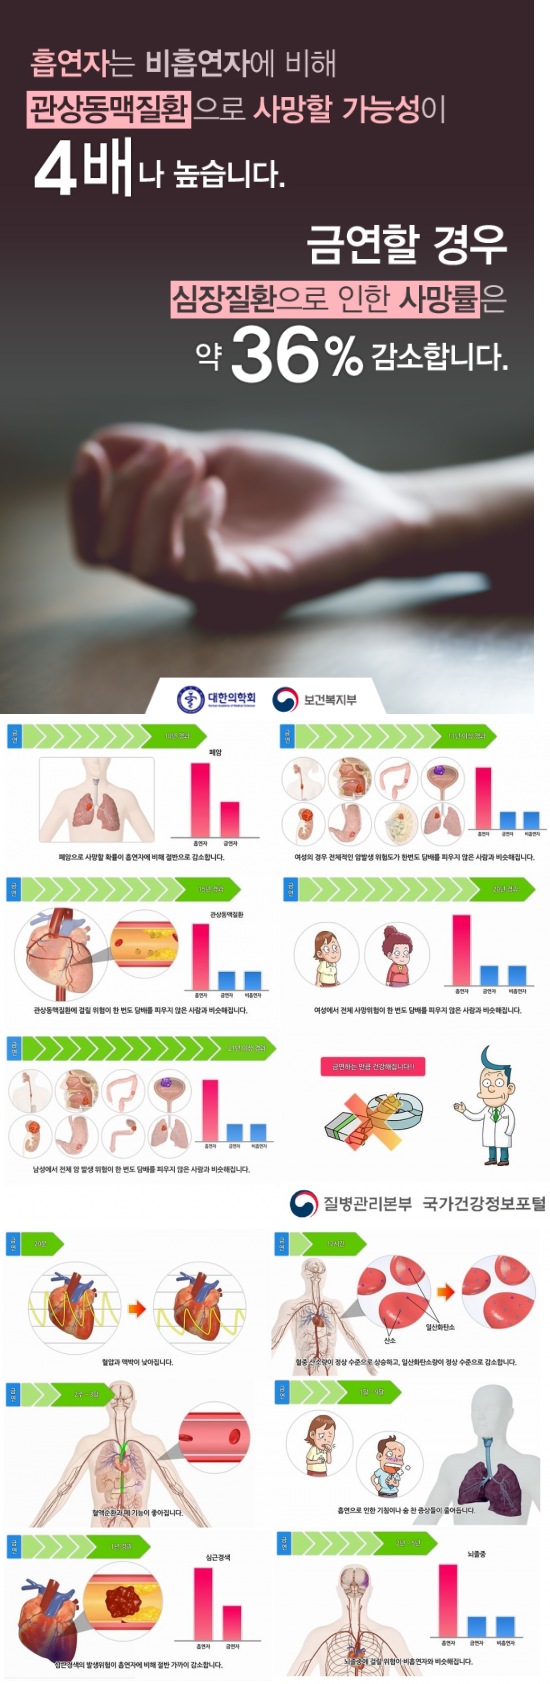 흡연자는 비흡연자에 비해
관상동맥질환으로 사망할 가능성이
4배나 높습니다.
금연할 경우
심장질환으로 인한 사망률은
약 36% 감소합니다.
대한의학회 보건복지부
금연 10년 경과
폐암
흡연자 금연자
폐암으로 사망할 확률이 흡연자에 비해 절반으로 감소합니다.
금연
흡연자 금연자 비흡연자
여성의 경우 전체적인 암발생 위험도가 한번도 담배를 피우지 않은 사람과 비슷해집니다.
금연 15년 경과
관상동맥질환
흡연자 금연자 비흡연자
관상동맥질환에 걸릴 위험이 한 번도 담배를 피우지 않은 사람과 비슷해집니다.
금연 20년 경과
흡연자 금연자 비흡연자
여성에서 전체 사망위험이 한 번도 담배를 피우지 않은 사람과 비슷해집니다.
금연
흡연자 금연자 비흡연자
남성에서 전체 암 발생 위험이 한 번도 담배를 피우지 않은 사람과 비슷해집니다.
금연하는 만큼 건강해집니다!!
질병관리본부 국가건강정보포털
금연 20분
혈압과 맥박이 낮아집니다.
금연 12시간
산소
일산화탄소
혈중 산소량이 정상 수준으로 상승하고, 일산화탄소량이 정상 수준으로 감소합니다.
금연 2주 - 3달
혈액순환과 폐 기능이 좋아집니다.
금연 1달 - 9달
흡연으로 인한 기침이나 숨 찬 증상들이 줄어듭니다.
금연 1년 경과
심근경색
흡연자 금연자
심근경색의 발생위험이 흡연자에 비해 절반 가까이 감소합니다.
금연
뇌졸중
흡연자 금연자 비흡연자
뇌졸중에 걸릴 위험이 비흡연자와 비슷해집니다.